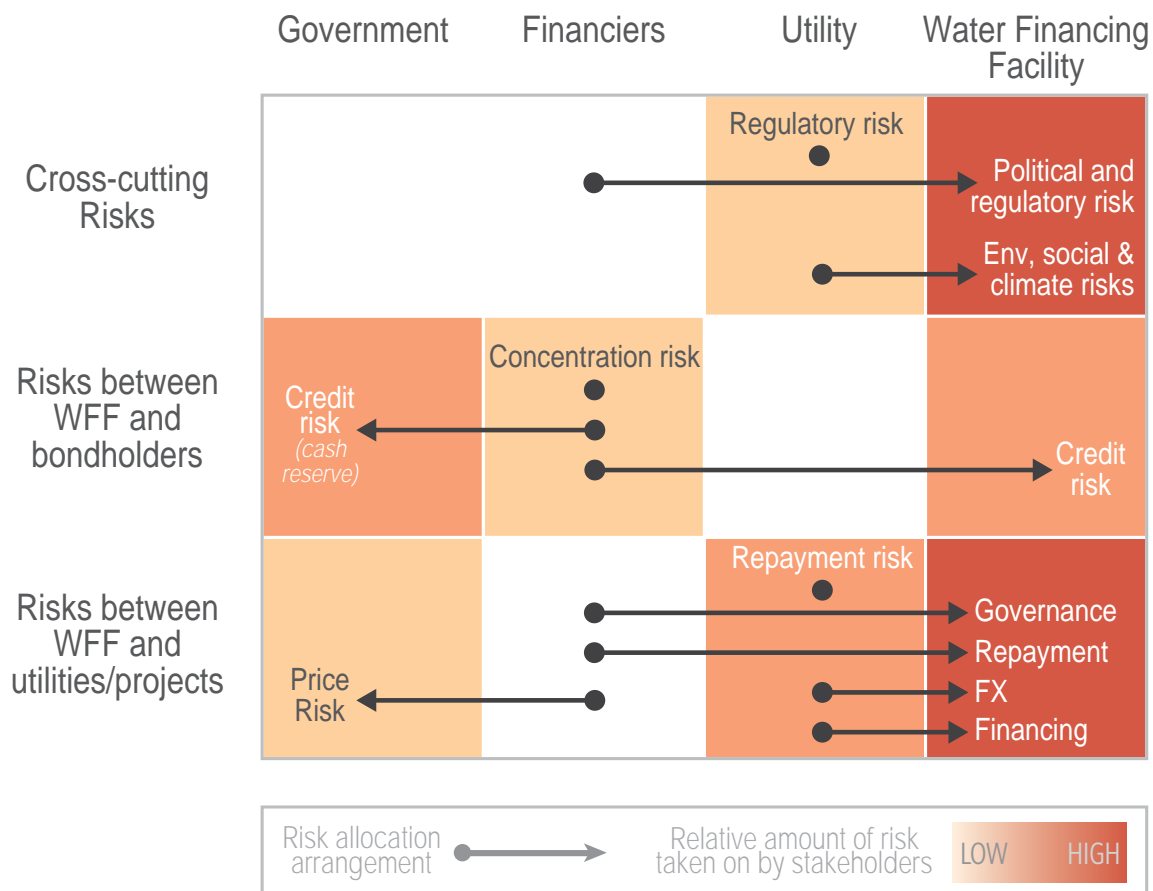 Government
Financiers
Utility
Water Financing
Facility
Cross-cutting
Risks
Regulatory risk
Political and
regulatory risk
Env, social &
climate risks
Risks between
WFF and
bondholders
Credit
risk
(cash
reserve)
Concentration risk
Credit
risk
Risks between
WFF and
utilities/projects
Price
Risk
Repayment risk
Governance
Repayment
FX
Financing
Risk allocation
arrangement
Relative amount of risk
taken on by stakeholders
LOW
HIGH